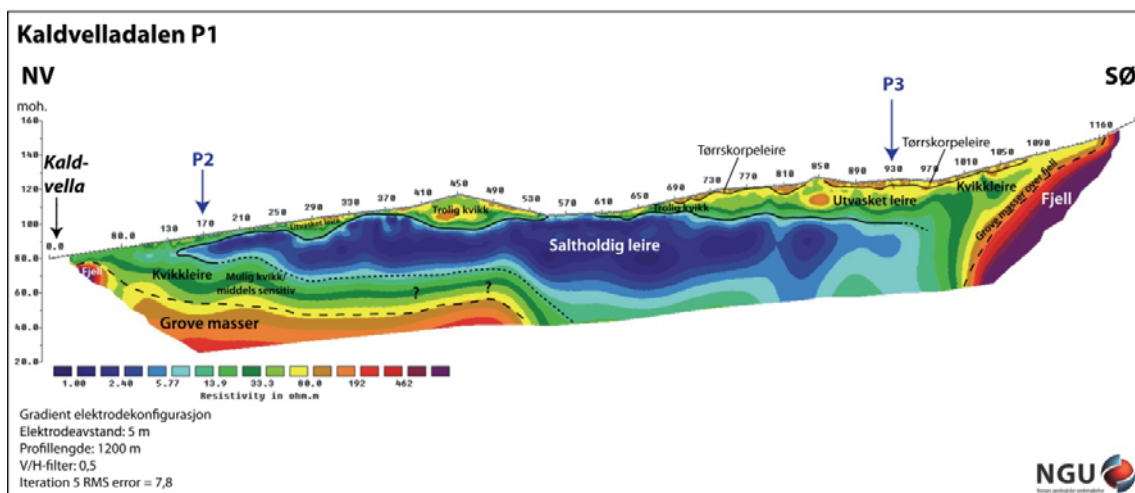 Kaldvelladalen P1
NV
SØ
moh.
160
140
120
100
80.0
60.0
40.0
20.0
Kald-
vella
P2
P3
0.0
80.0
130
170
210
250
290
330
370
410
450
490
530
570
610
650
690
730
770
810
850
890
930
970
1010
1050
1090
1160
Tørrskorpeleire
Tørrskorpeleire
Fjell
Kvikkleire
Utvasket leire
Mulig kvikk/
middels sensitiv
Trolig kvikk
?
?
Grove masser
Saltholdig leire
Trolig kvikk
Utvasket leire
Kvikkleire
Grove masser over fjell
Fjell
1.00 2.40 5.77 13.9 33.3 80.0 192 462
Resistivity in ohm.m
Gradient elektrodekonfigurasjon
Elektrodeavstand: 5 m
Profillengde: 1200 m
V/H-filter: 0,5
Iteration 5 RMS error = 7,8
NGU